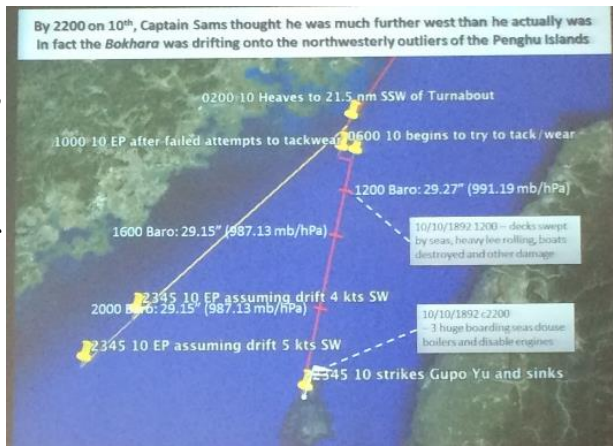 By 2200 on 10th, Captain Sams thought he was much further west than he actually was
In fact the Bokhara was drifting onto the northwesterly outliers of the Penghu Islands
0200 10 Heaves to 21.5 nm SSW of Turnabout
1000 10 EP after failed attempts to tackwear
0600 10 begins to try to tack/wear
1200 Baro: 29.27" (991.19 mb/hPa)
1600 Baro: 29.15" (987.13 mb/hPa)
10/10/1892 1200 – decks swept
by seas, heavy lee rolling, boats
destroyed and other damage
2345 10 EP assuming drift 4 kts SW
2000 Baro: 29.15" (987.13 mb/hPa)
10/10/1892 c2200
– 3 huge boarding seas douse
boilers and disable engines
2345 10 EP assuming drift 5 kts SW
2345 10 strikes Gupo Yu and sinks